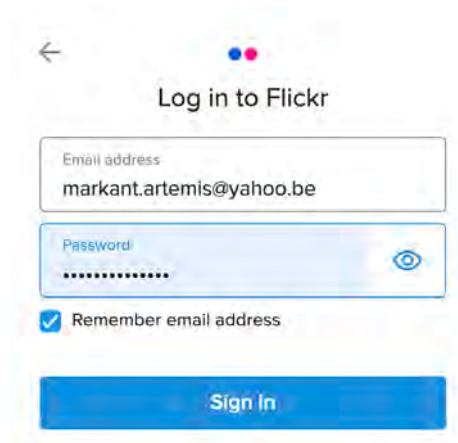 Log in to Flickr
Email address
markant.artemis@yahoo.be
Password
••••••••••••••
Remember email address
Sign in